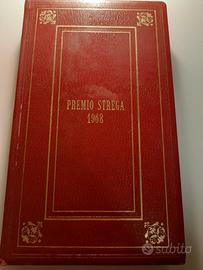 PREMIO STREGA
1968
subito